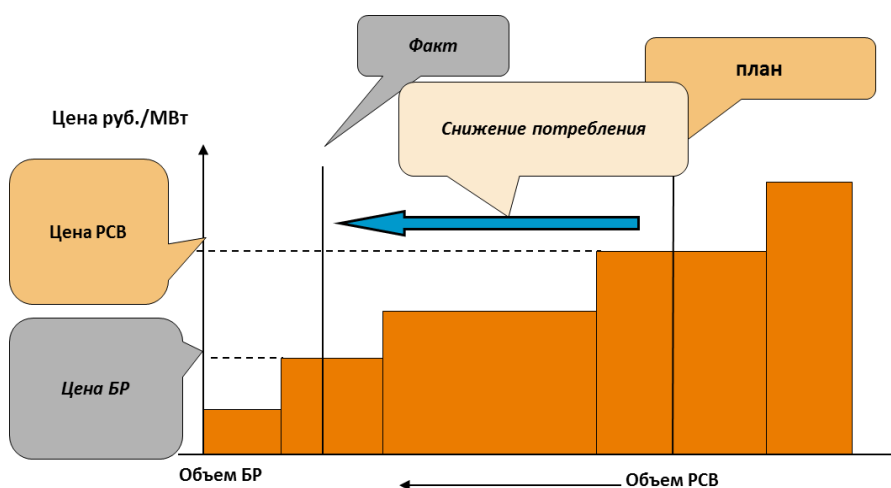 Факт
план
Снижение потребления
Цена руб./МВт
Цена РСВ
Цена БР
Объем БР
Объем РСВ